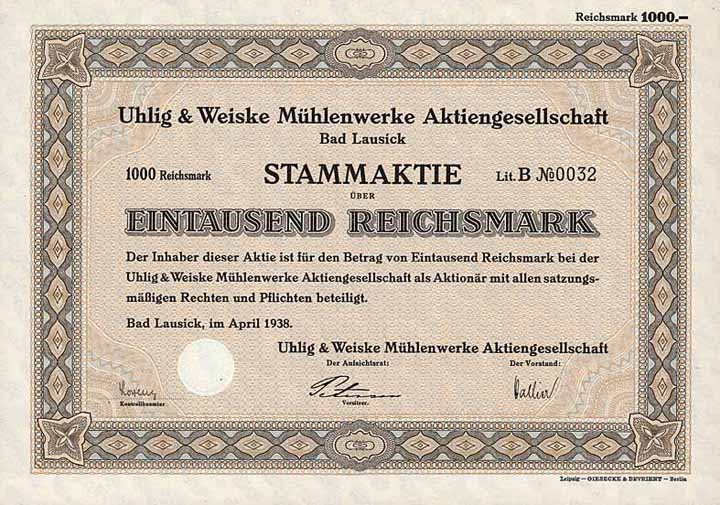 Reichsmark 1000.—
Uhlig & Weiske Mühlenwerke Aktiengesellschaft
Bad Lausick
1000 Reichsmark STAMMAKTIE Lit. B № 0032
ÜBER
EINTAUSEND REICHSMARK
Der Inhaber dieser Aktie ist für den Betrag von Eintausend Reichsmark bei der
Uhlig & Weiske Mühlenwerke Aktiengesellschaft als Aktionär mit allen satzungs-
mäßigen Rechten und Pflichten beteiligt.
Bad Lausick, im April 1938.
Uhlig & Weiske Mühlenwerke Aktiengesellschaft
Der Aufsichtsrat: Der Vorstand:
Kontrollbeamter Vorsitzer.
Leipzig — GIESECKE & DEVRIENT — Berlin